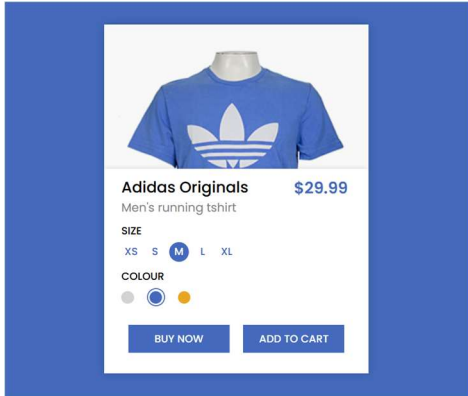 Adidas Originals $29.99
Men's running tshirt
SIZE
XS S M L XL
COLOUR
BUY NOW ADD TO CART